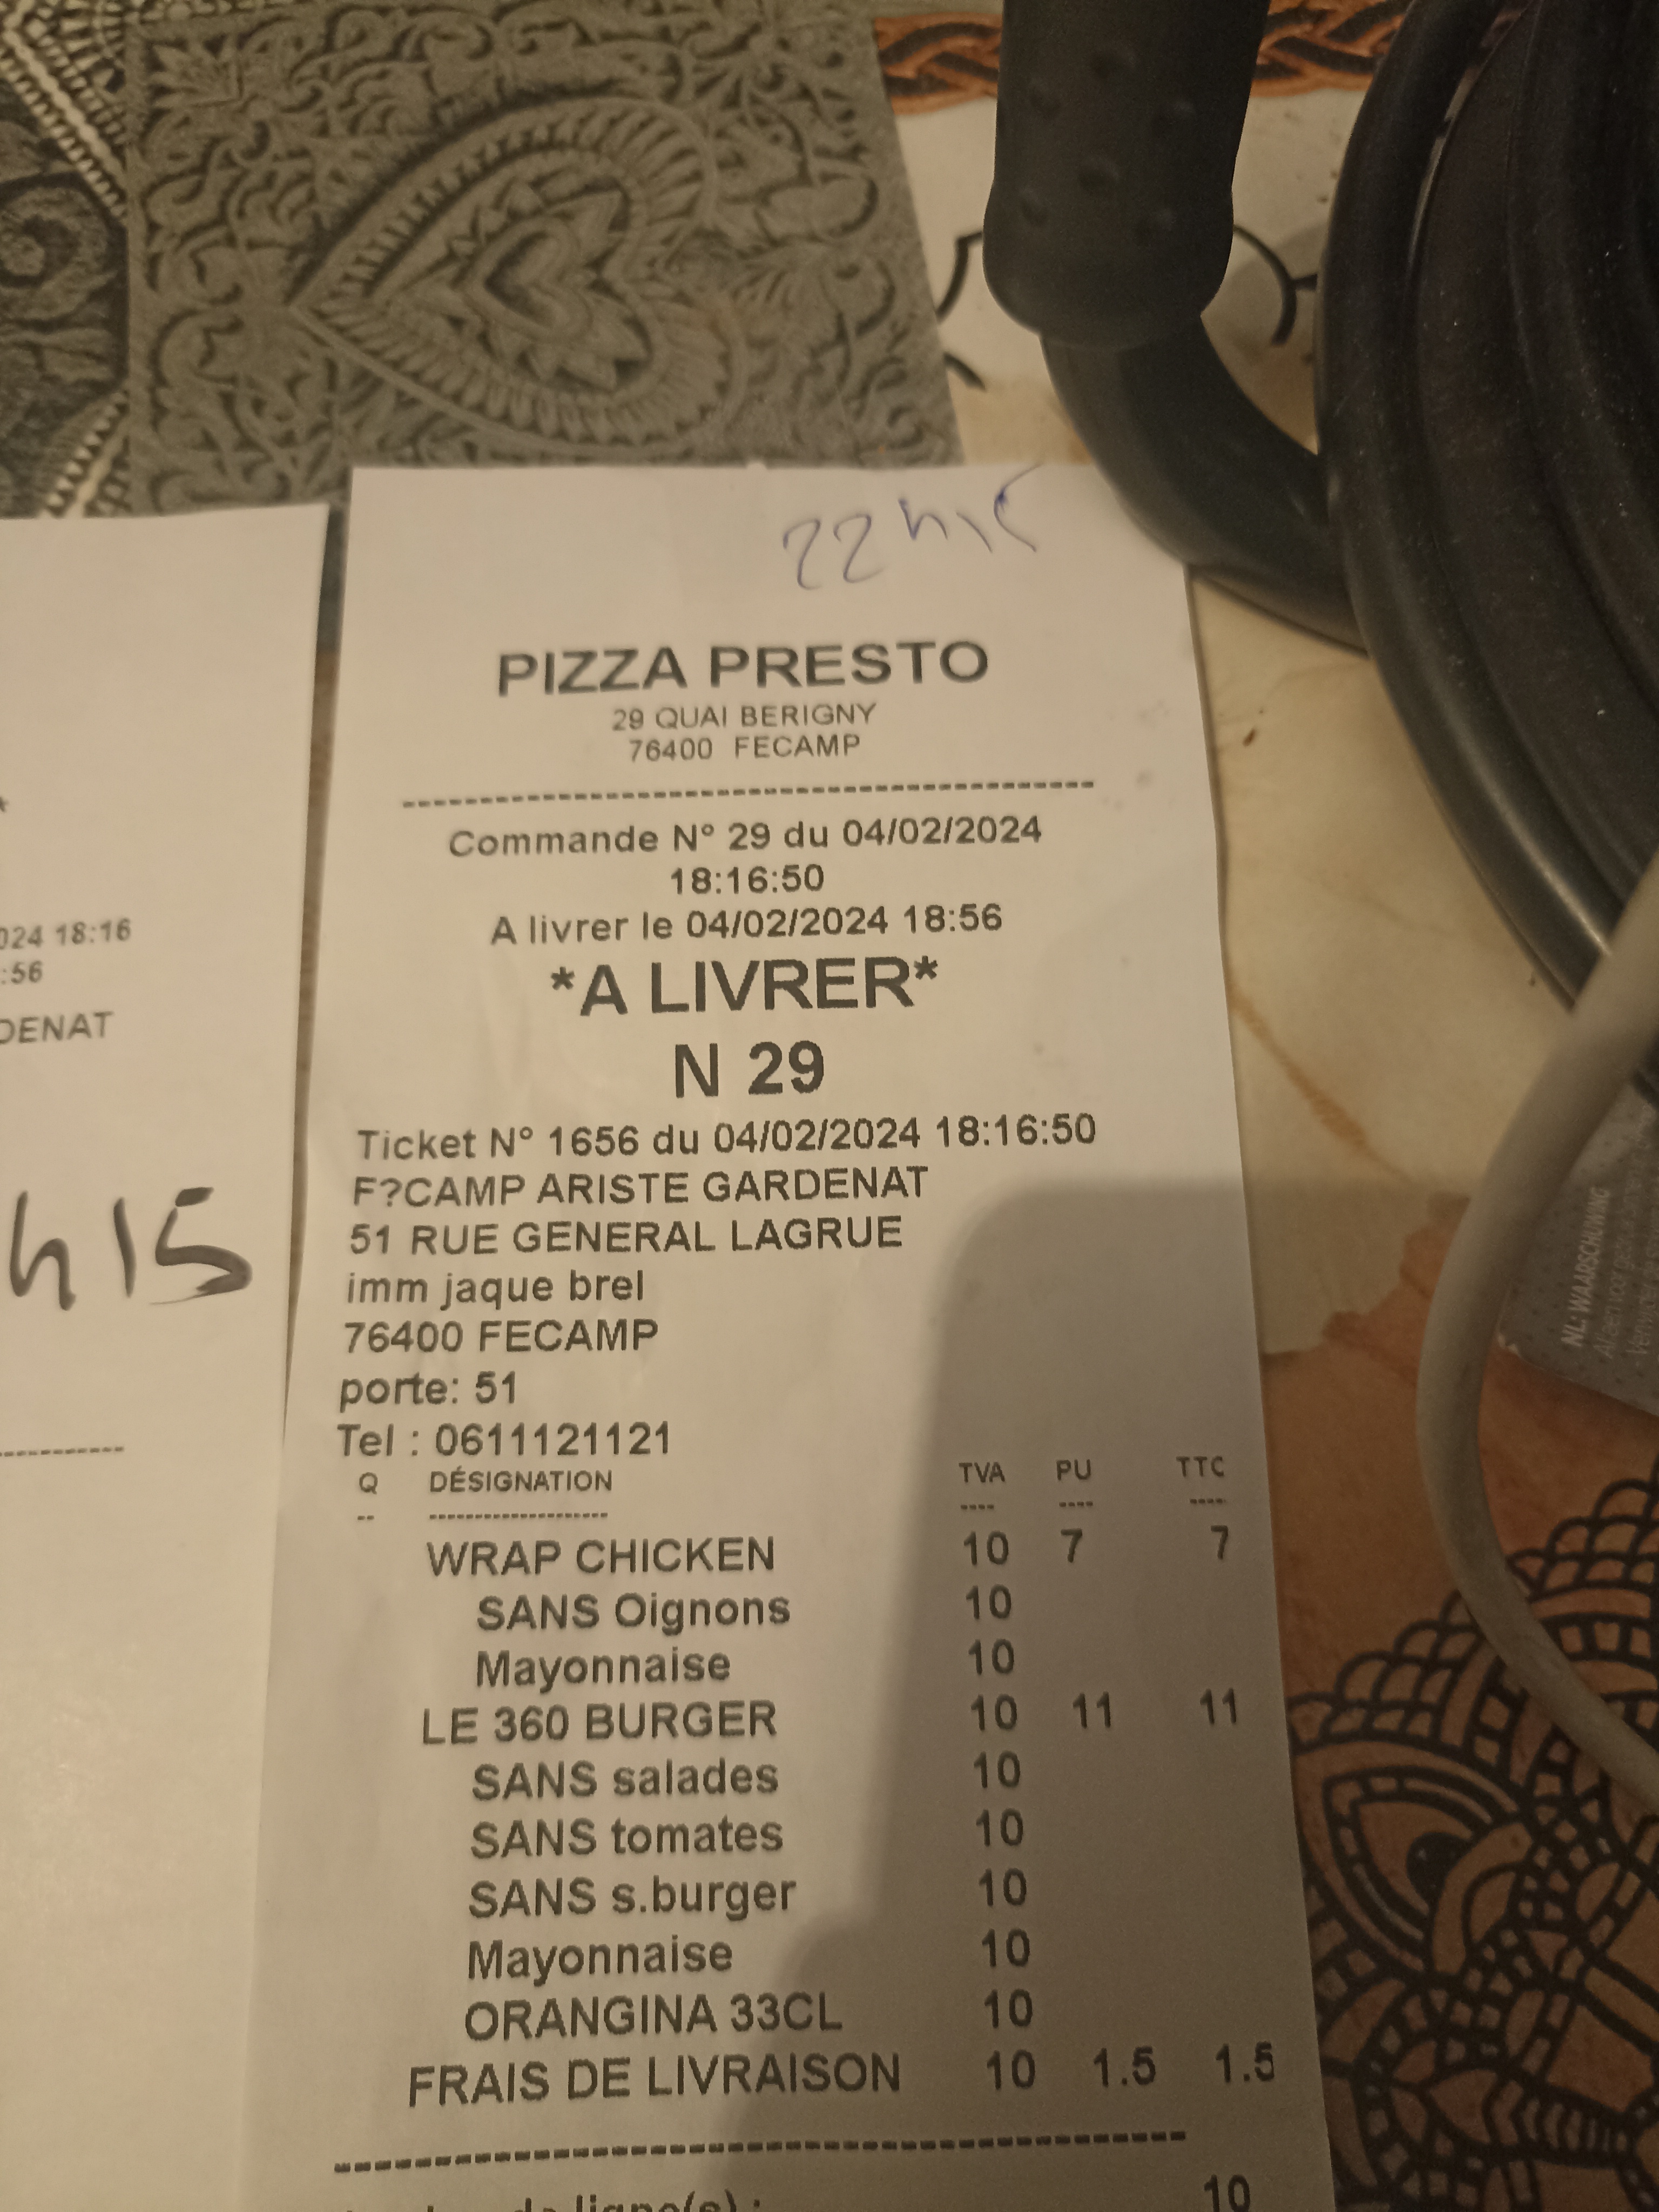 22h15
PIZZA PRESTO
29 QUAI BERIGNY
76400 FECAMP
Commande N° 29 du 04/02/2024
18:16:50
A livrer le 04/02/2024 18:56
*A LIVRER*
N 29
Ticket N° 1656 du 04/02/2024 18:16:50
F?CAMP ARISTE GARDENAT
51 RUE GENERAL LAGRUE
imm jaque brel
76400 FECAMP
porte: 51
Tel : 0611121121
Q DÉSIGNATION TVA PU TTC
WRAP CHICKEN 10 7 7
SANS Oignons 10
Mayonnaise 10
LE 360 BURGER 10 11 11
SANS salades 10
SANS tomates 10
SANS s.burger 10
Mayonnaise 10
ORANGINA 33CL 10
FRAIS DE LIVRAISON 10 1.5 1.5
de ligne(s) : 10
024 18:16
:56
DENAT
h15
NL: WAARSCHUWING